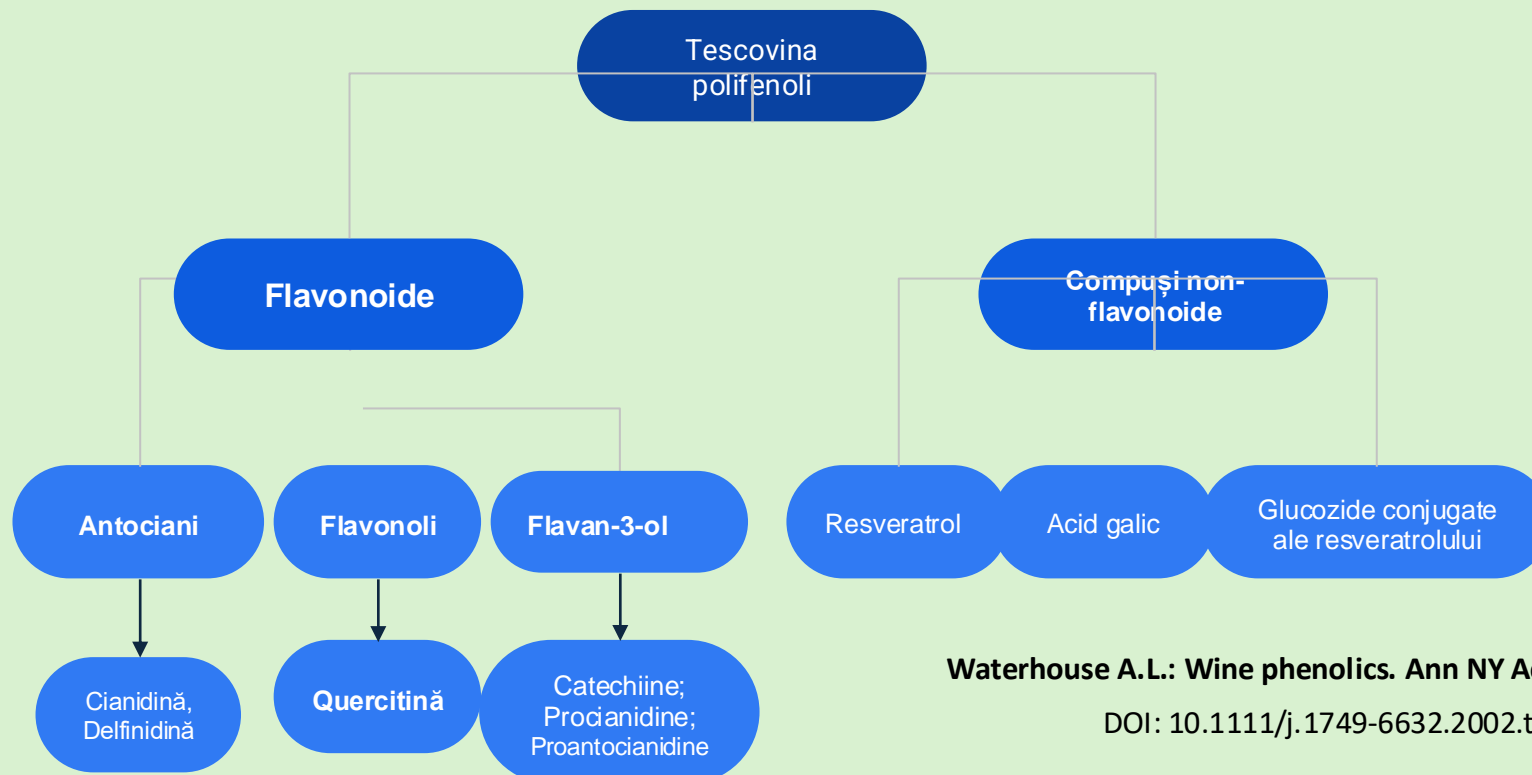 Tescovina
polifenoli
Flavonoide
Compuși non-
flavonoide
Antociani
Flavonoli
Flavan-3-ol
Resveratrol
Acid galic
Glucozide conjugate
ale resveratrolului
Cianidină,
Delfinidină
Quercitină
Catechiine;
Procianidine;
Proantocianidine
Waterhouse A.L.: Wine phenolics. Ann NY
DOI: 10.1111/j.1749-6632.2002.t